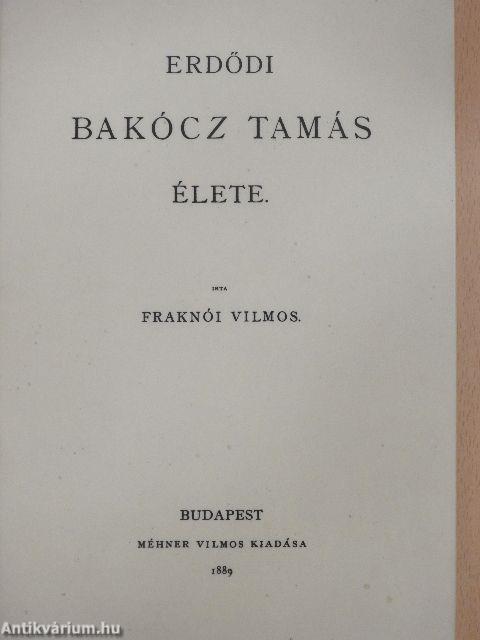 ERDŐDI
BAKÓCZ TAMÁS
ÉLETE.
IRTA
FRAKNÓI VILMOS.
BUDAPEST
MÉHNER VILMOS KIADÁSA
1889
Antikvárium.hu